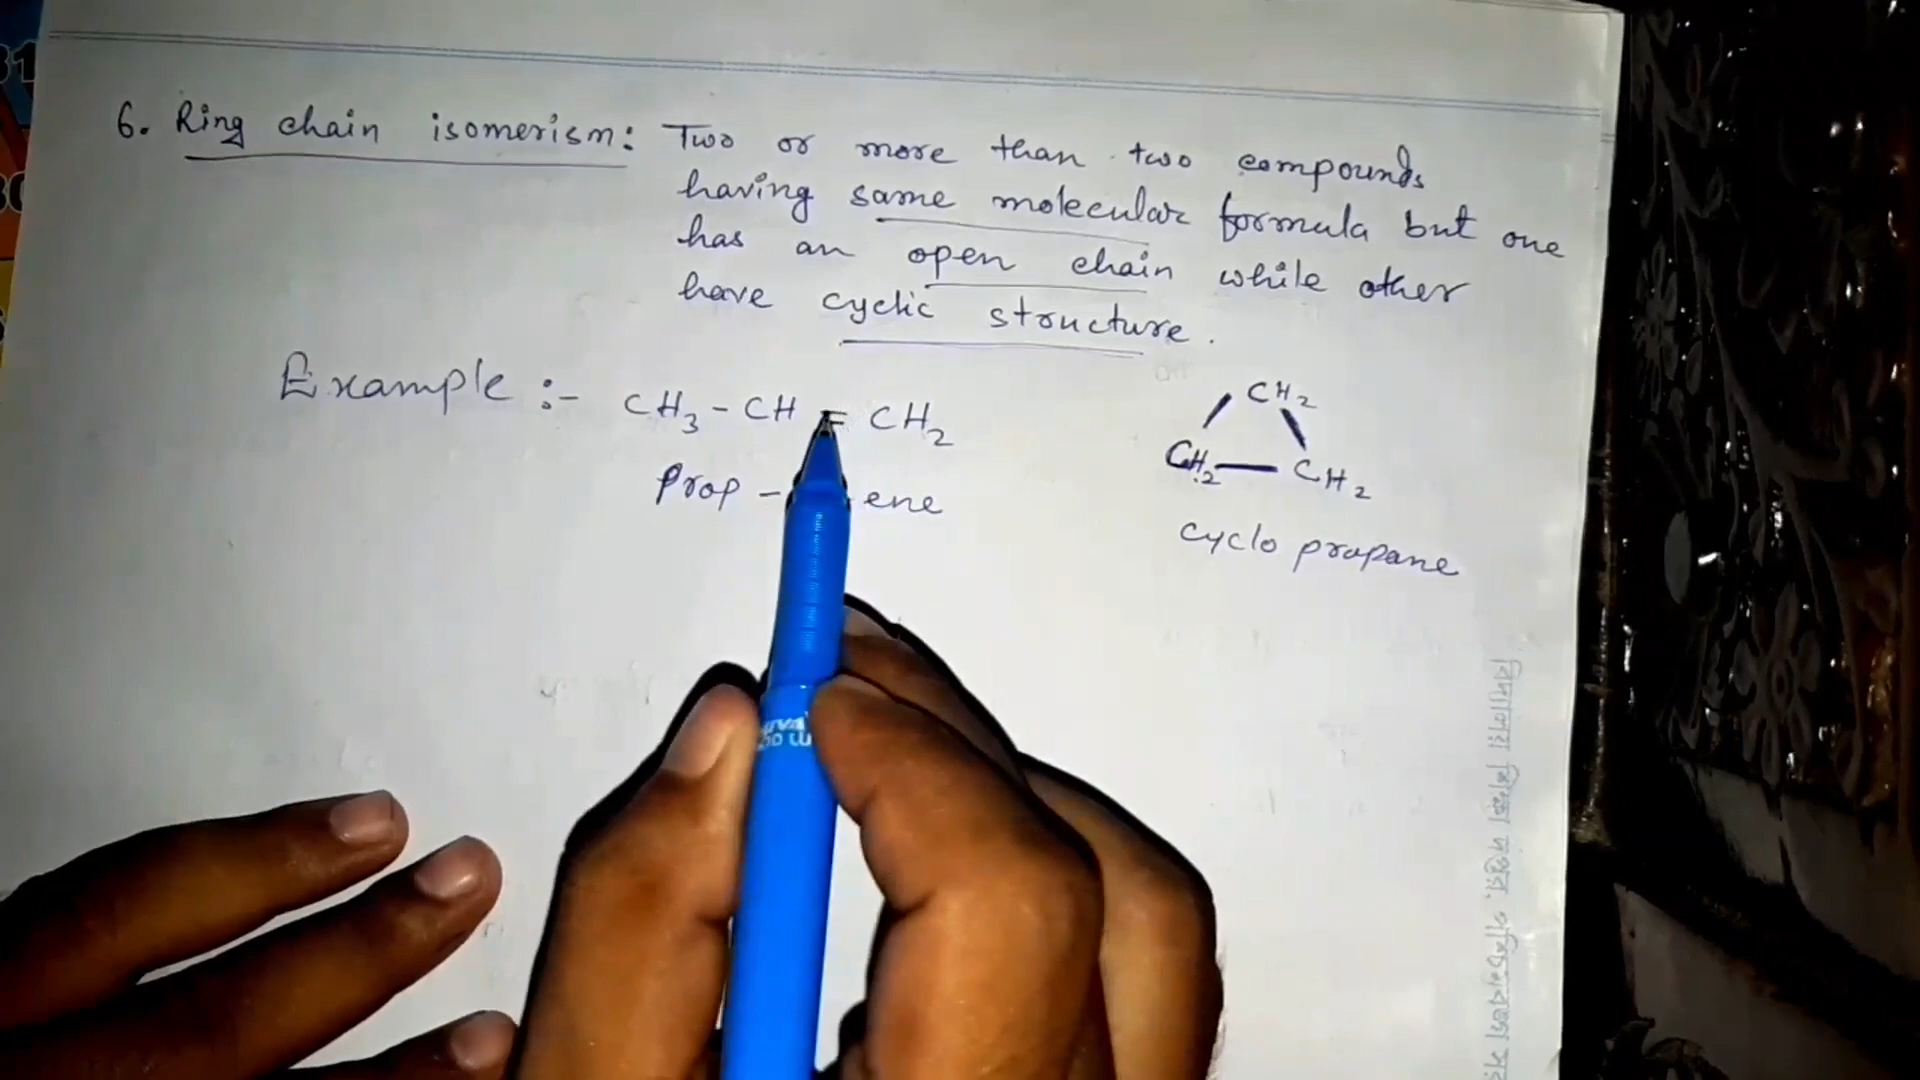 6. Ring chain isomerism: Two or more than two compounds
having same molecular formula but one
has an open chain while other
have cyclic structure.
Example :- CH3 - CH = CH2
Prop - ene
CH2
CH2 CH2
cyclo propane